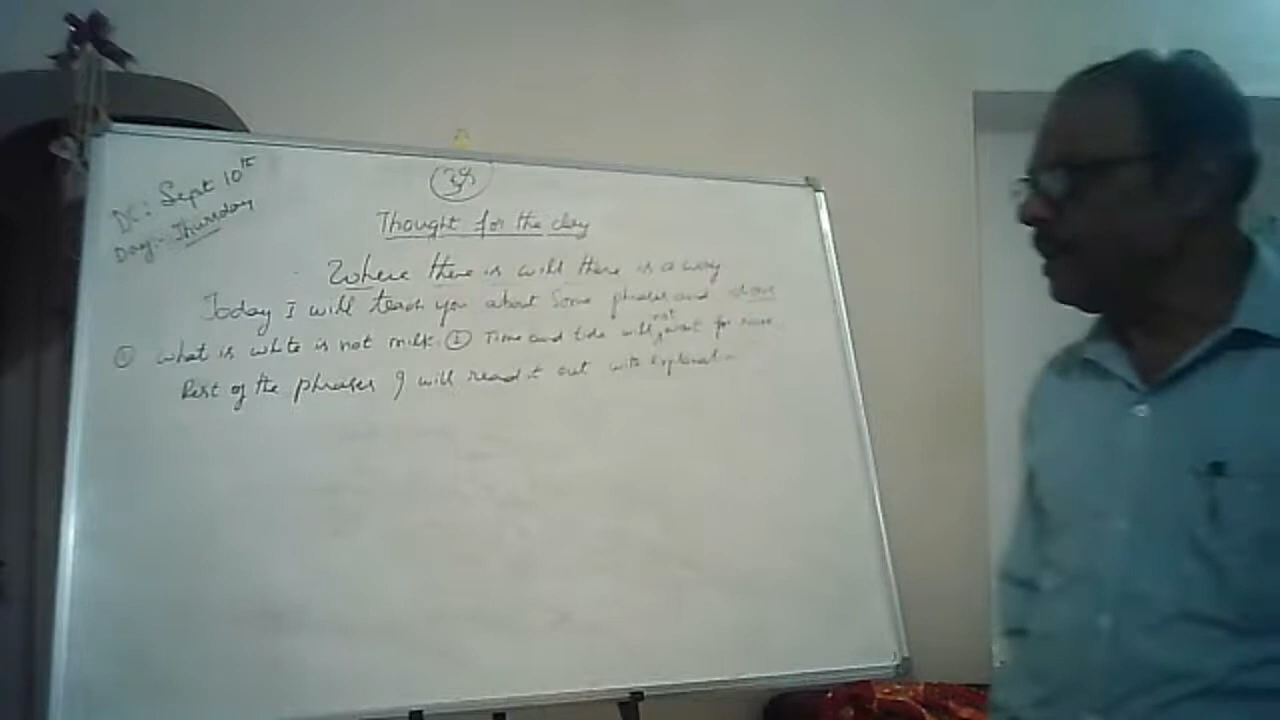 Dt: Sept 10th
Day:- Thursday
Thought for the day
Where there is will there is a way
Today I will teach you about Some phrases and
① what is white is not milk. ② Time and tide will not wait for none
Rest of the phrases I will read it out with